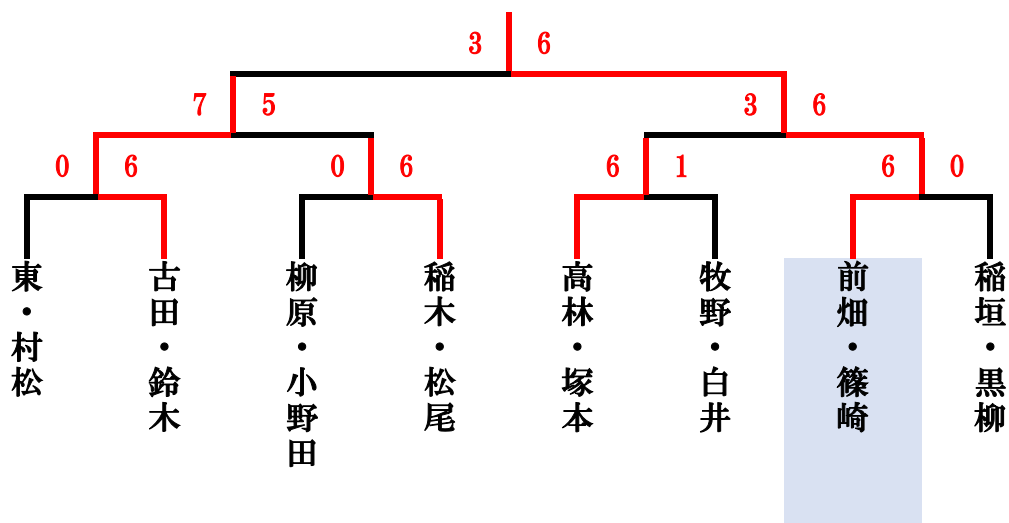 3 6
7 5
3 6
0 6
0 6
6 1
6 0
東・村松
古田・鈴木
柳原・小野田
稲木・松尾
高林・塚本
牧野・白井
前畑・篠崎
稲垣・黒柳